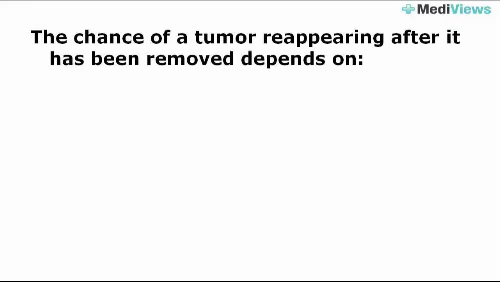 MediViews
The chance of a tumor reappearing after it
has been removed depends on: